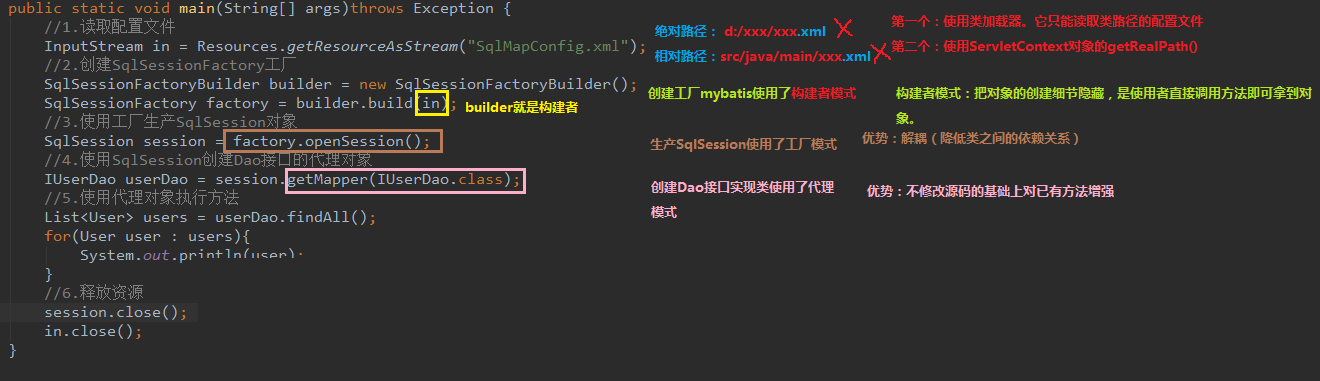 public static void main(String[] args)throws Exception {
//1.读取配置文件
InputStream in = Resources.getResourceAsStream("SqlMapConfig.xml");
//2.创建SqlSessionFactory工厂
SqlSessionFactoryBuilder builder = new SqlSessionFactoryBuilder();
SqlSessionFactory factory = builder.build(in);
builder就是构建者
//3.使用工厂生产SqlSession对象
SqlSession session = factory.openSession();
//4.使用SqlSession创建Dao接口的代理对象
IUserDao userDao = session.getMapper(IUserDao.class);
//5.使用代理对象执行方法
List<User> users = userDao.findAll();
for(User user : users){
System.out.println(user);
}
//6.释放资源
session.close();
in.close();
}
绝对路径： d:/xxx/xxx.xml
相对路径：src/java/main/xxx.xml
第一个：使用类加载器。它只能读取类路径的配置文件
第二个：使用ServletContext对象的getRealPath()
创建工厂mybatis使用了构建者模式
构建者模式：把对象的创建细节隐藏，是使用者直接调用方法即可拿到对
象。
生产SqlSession使用了工厂模式
优势：解耦（降低类之间的依赖关系）
创建Dao接口实现类使用了代理
模式
优势：不修改源码的基础上对已有方法增强